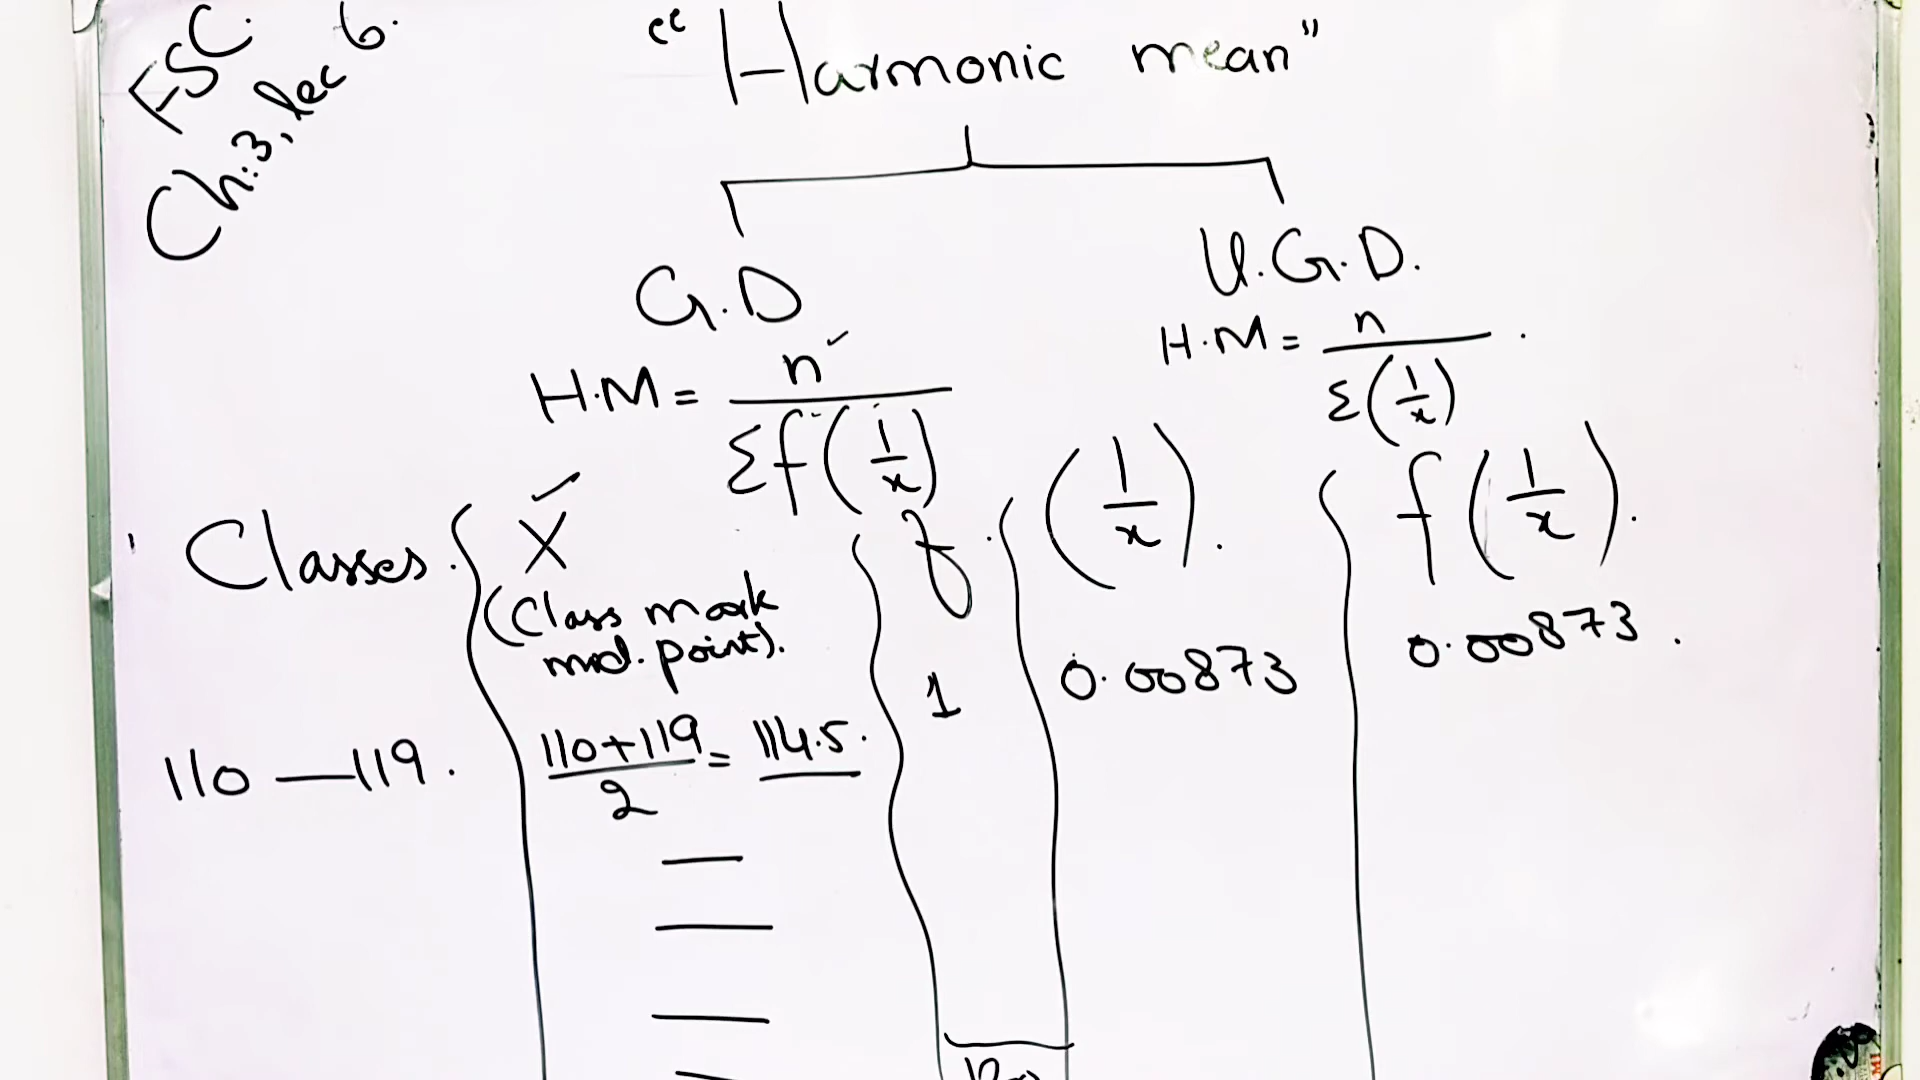 FSC.
Ch:3, lec 6.
“Harmonic mean”
G.D
U.G.D.
H.M = n / Σf(1/x)
H.M = n / Σ(1/x) .
Classes. X f. (1/x). f(1/x).
(Class mark
mid. point).
110 — 119. 110+119 / 2 = 114.5. 1 0.00873 0.00873.